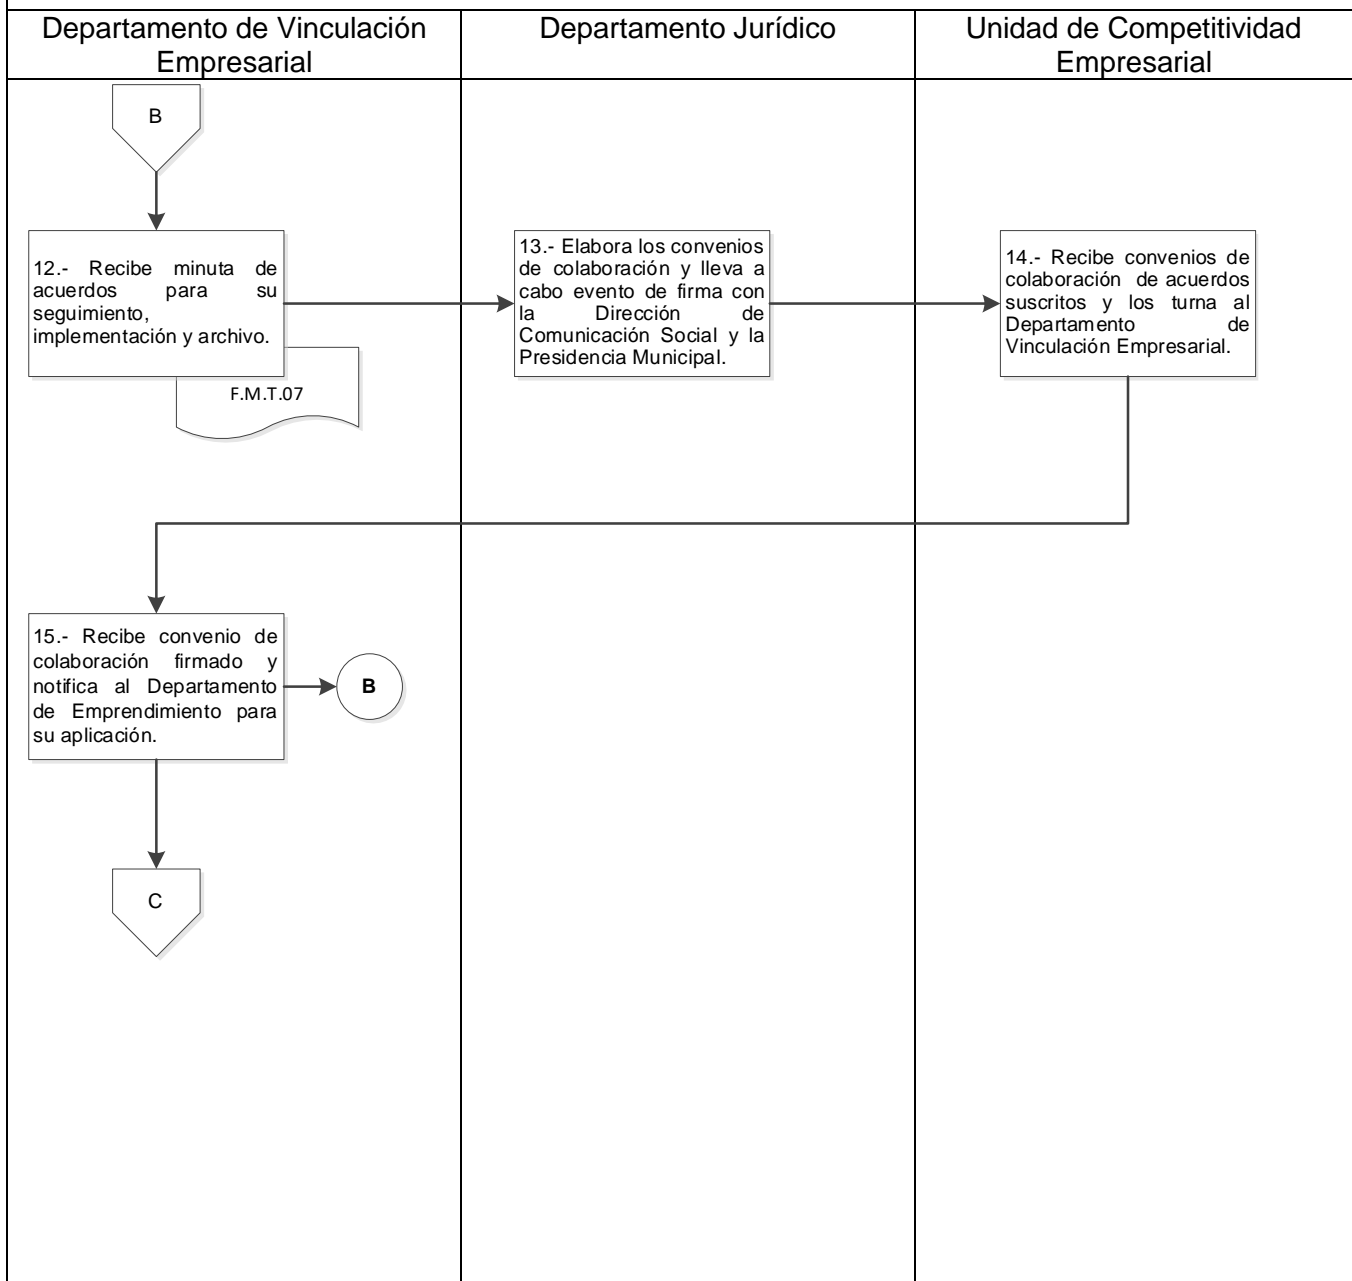 Departamento de Vinculación
Empresarial
Departamento Jurídico
Unidad de Competitividad
Empresarial
B
12.- Recibe minuta de
acuerdos para su
seguimiento,
implementación y archivo.
F.M.T.07
13.- Elabora los convenios
de colaboración y lleva a
cabo evento de firma con
la Dirección de
Comunicación Social y la
Presidencia Municipal.
14.- Recibe convenios de
colaboración de acuerdos
suscritos y los turna al
Departamento de
Vinculación Empresarial.
15.- Recibe convenio de
colaboración firmado y
notifica al Departamento
de Emprendimiento para
su aplicación.
B
C